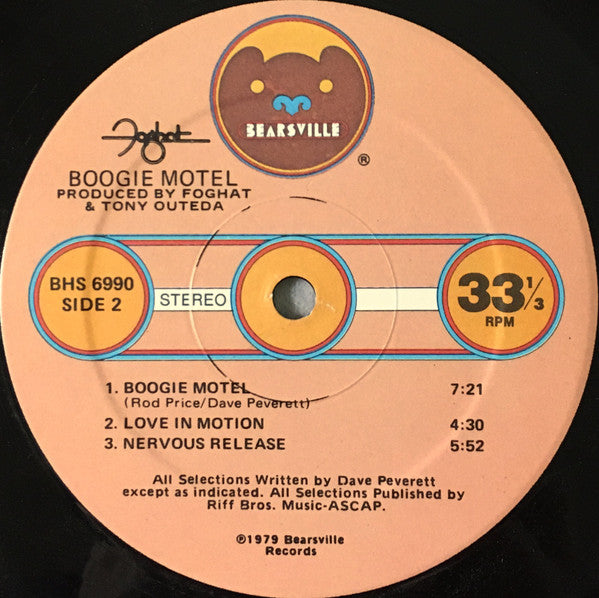 BEARSVILLE
®
Foghat
BOOGIE MOTEL
PRODUCED BY FOGHAT
& TONY OUTEDA
BHS 6990
SIDE 2
STEREO
33 1/3
RPM
1. BOOGIE MOTEL 7:21
(Rod Price/Dave Peverett)
2. LOVE IN MOTION 4:30
3. NERVOUS RELEASE 5:52
All Selections Written by Dave Peverett
except as indicated. All Selections Published by
Riff Bros. Music-ASCAP.
℗1979 Bearsville
Records